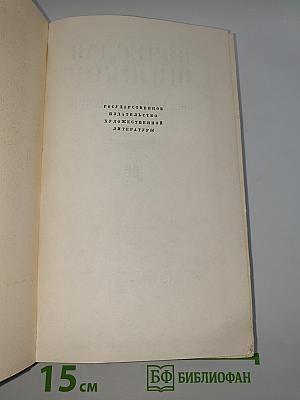 ГОСУДАРСТВЕННОЕ
ИЗДАТЕЛЬСТВО
ХУДОЖЕСТВЕННОЙ
ЛИТЕРАТУРЫ
15 см
БФ БИБЛИОФАН